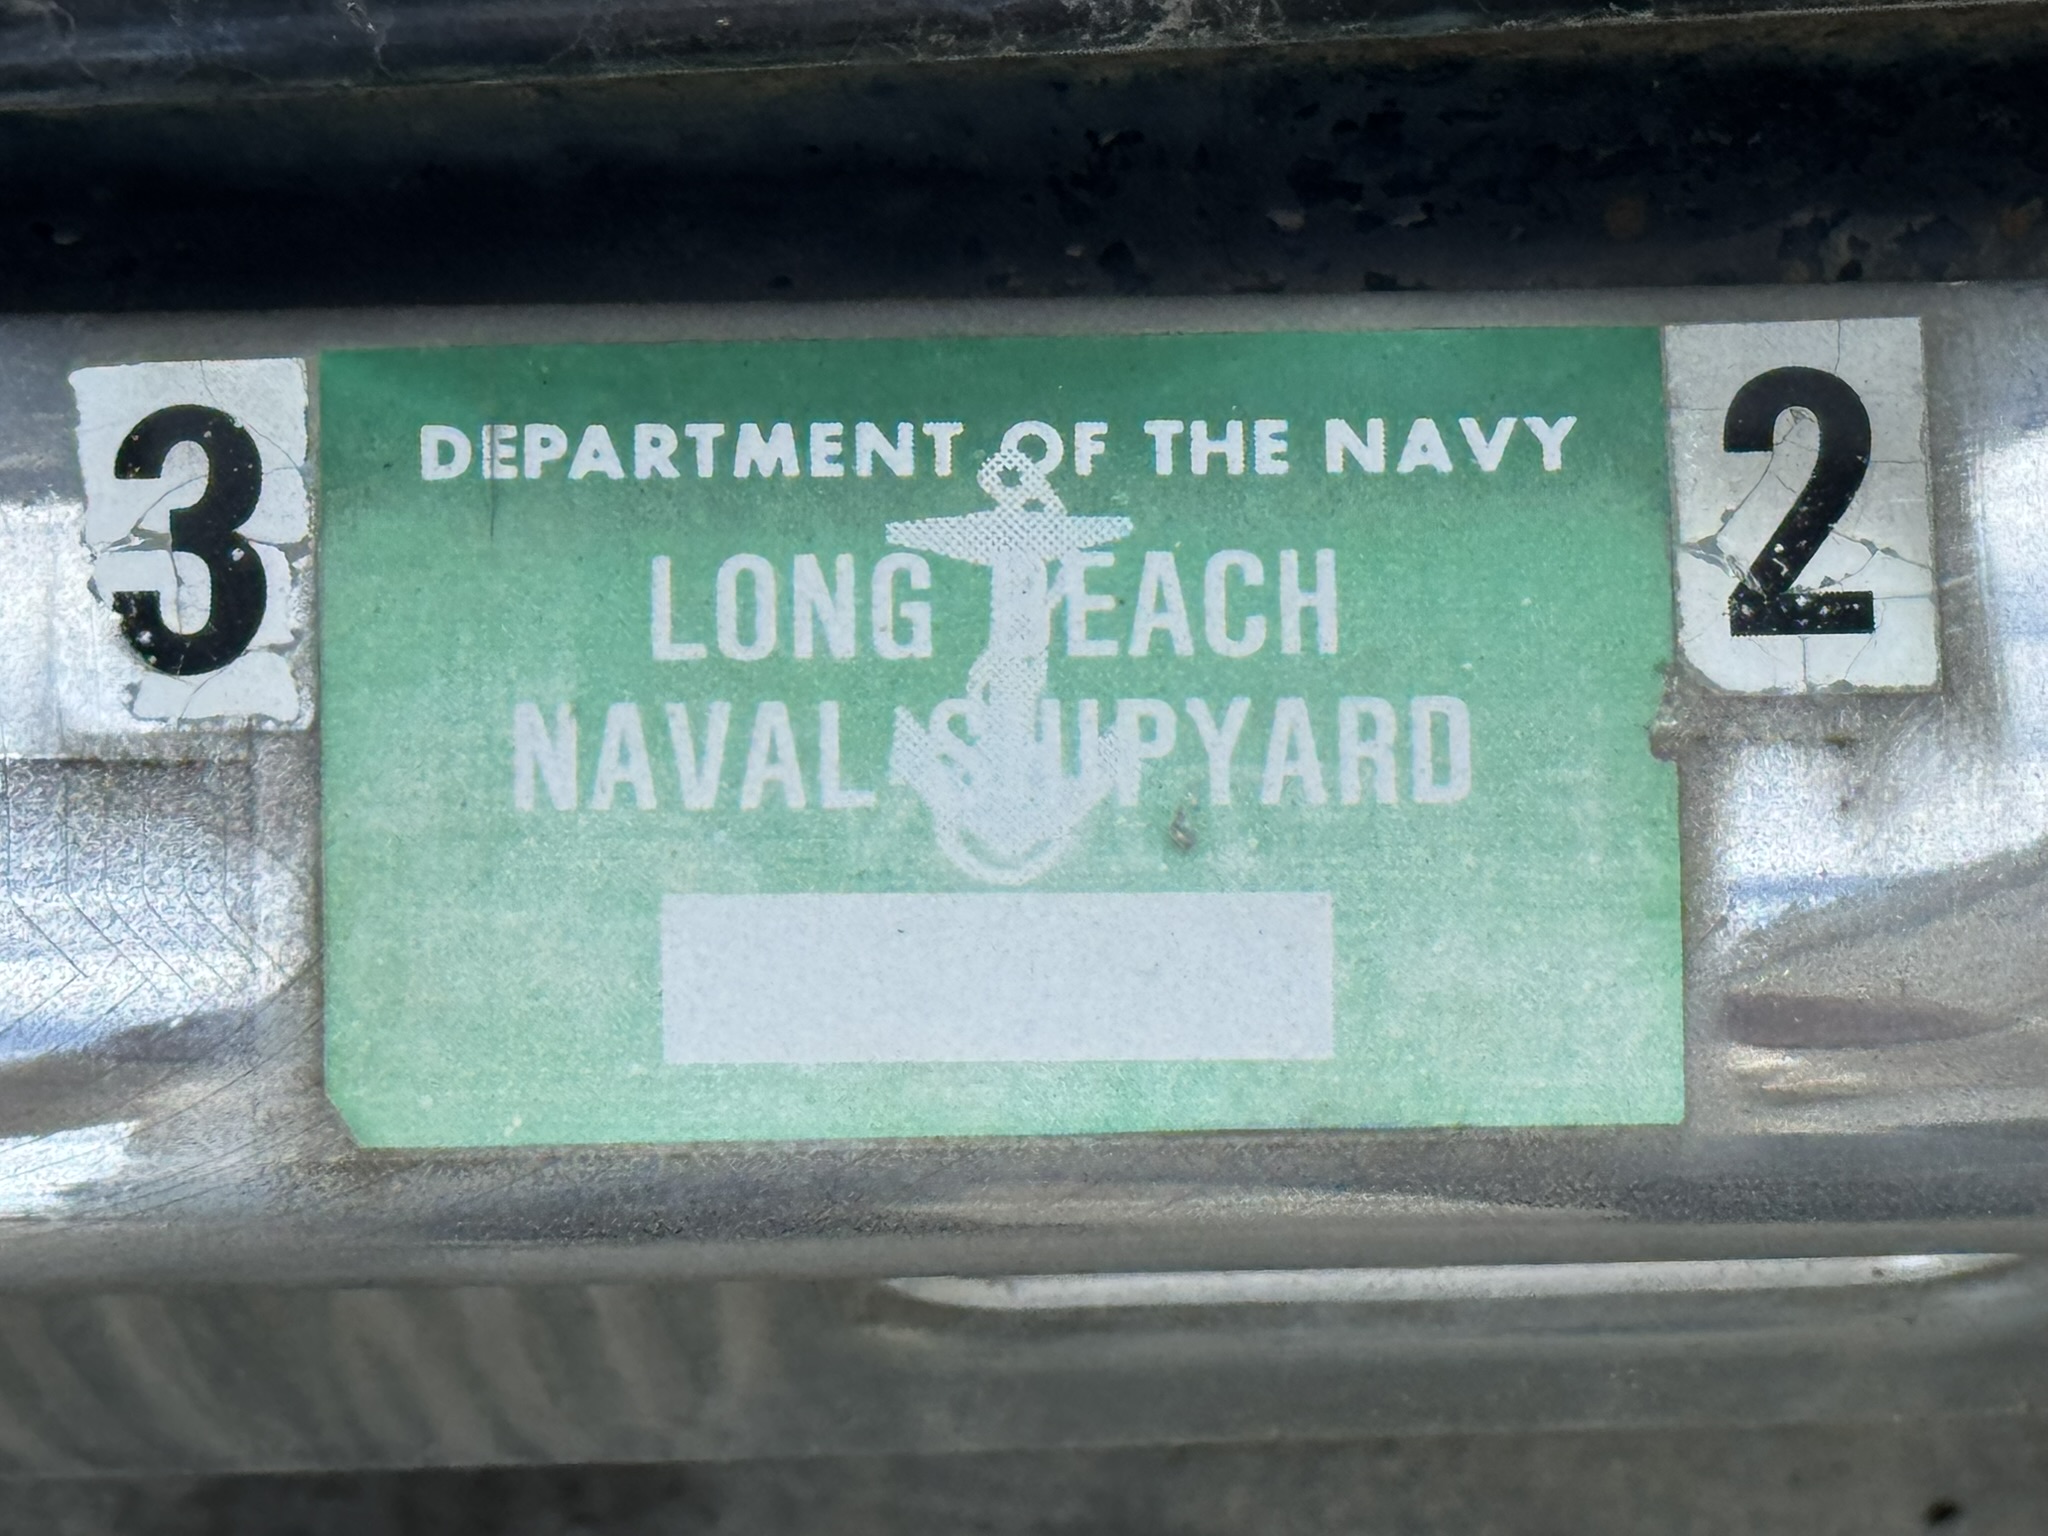 3
DEPARTMENT OF THE NAVY
2
LONG BEACH
NAVAL SHIPYARD